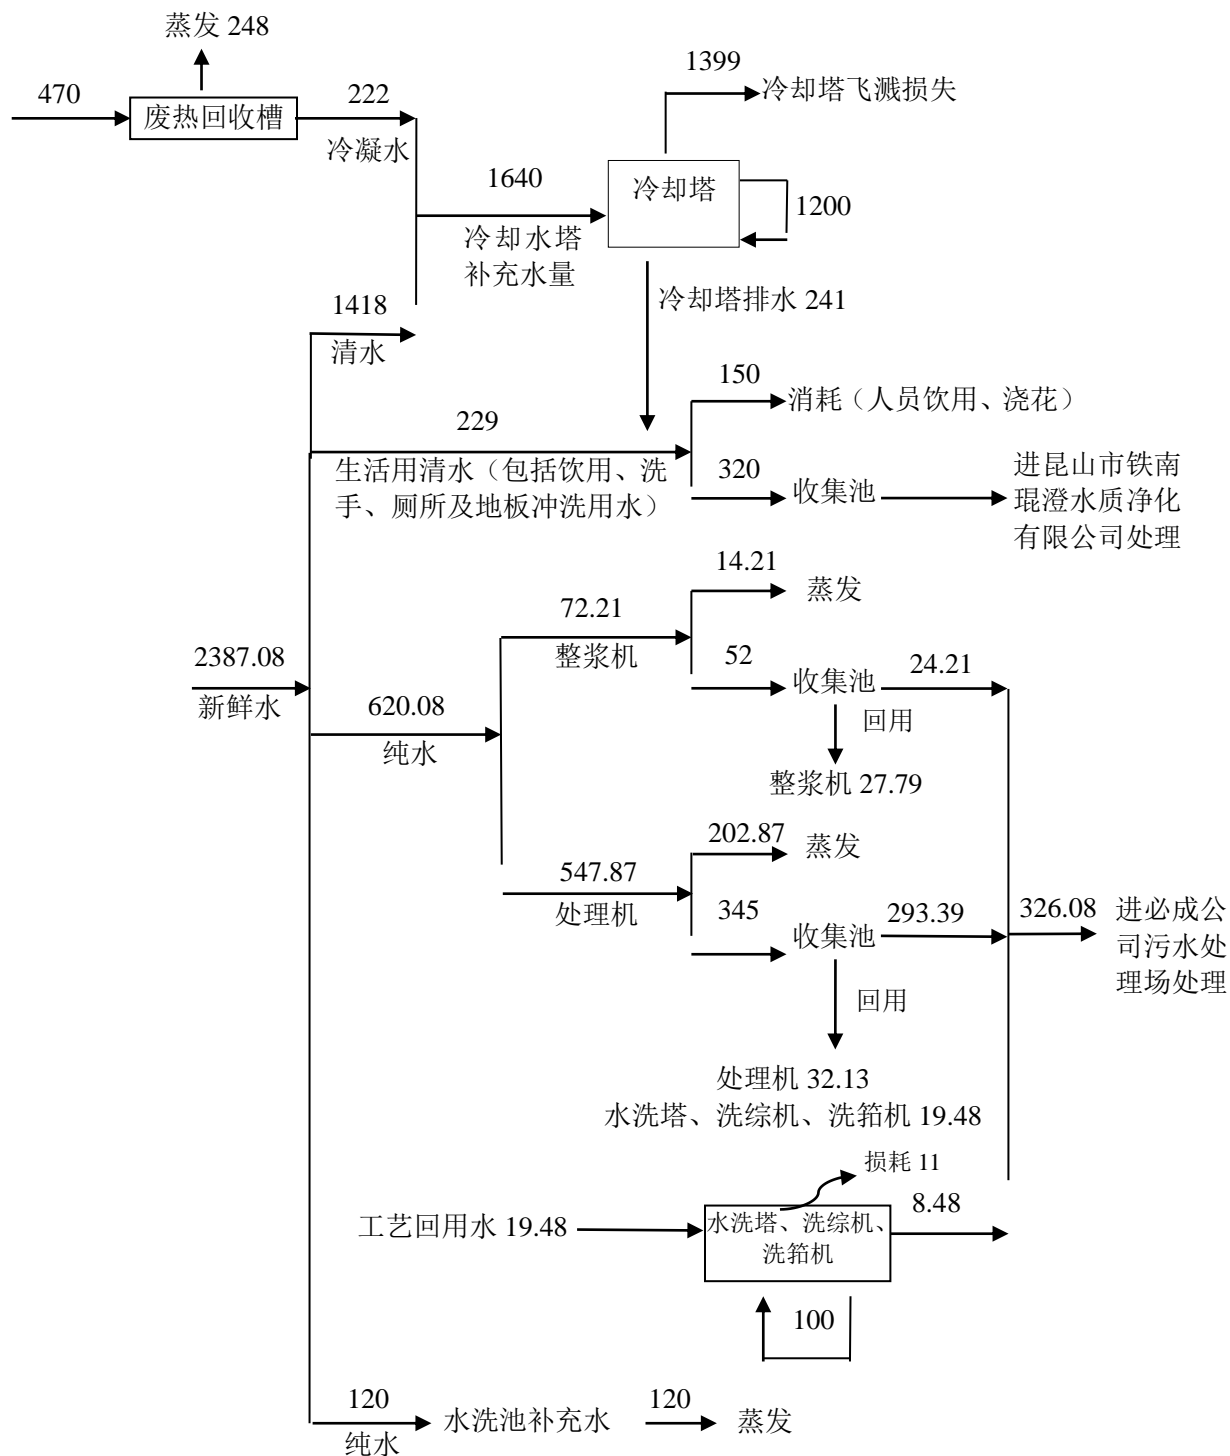 蒸发 248
470
废热回收槽
222
冷凝水
1399
冷却塔飞溅损失
1640
冷却水塔
补充水量
冷却塔
1200
冷却塔排水 241
1418
清水
150
消耗（人员饮用、浇花）
229
生活用清水（包括饮用、洗
手、厕所及地板冲洗用水）
320
收集池
进昆山市铁南
琨澄水质净化
有限公司处理
14.21
蒸发
72.21
整浆机
52
收集池
24.21
回用
整浆机 27.79
2387.08
新鲜水
620.08
纯水
202.87
蒸发
547.87
处理机
345
收集池
293.39
326.08
进必成公
司污水处
理场处理
回用
处理机 32.13
水洗塔、洗综机、洗筘机 19.48
损耗 11
工艺回用水 19.48
水洗塔、洗综机、
洗筘机
8.48
100
120
纯水
水洗池补充水
120
蒸发